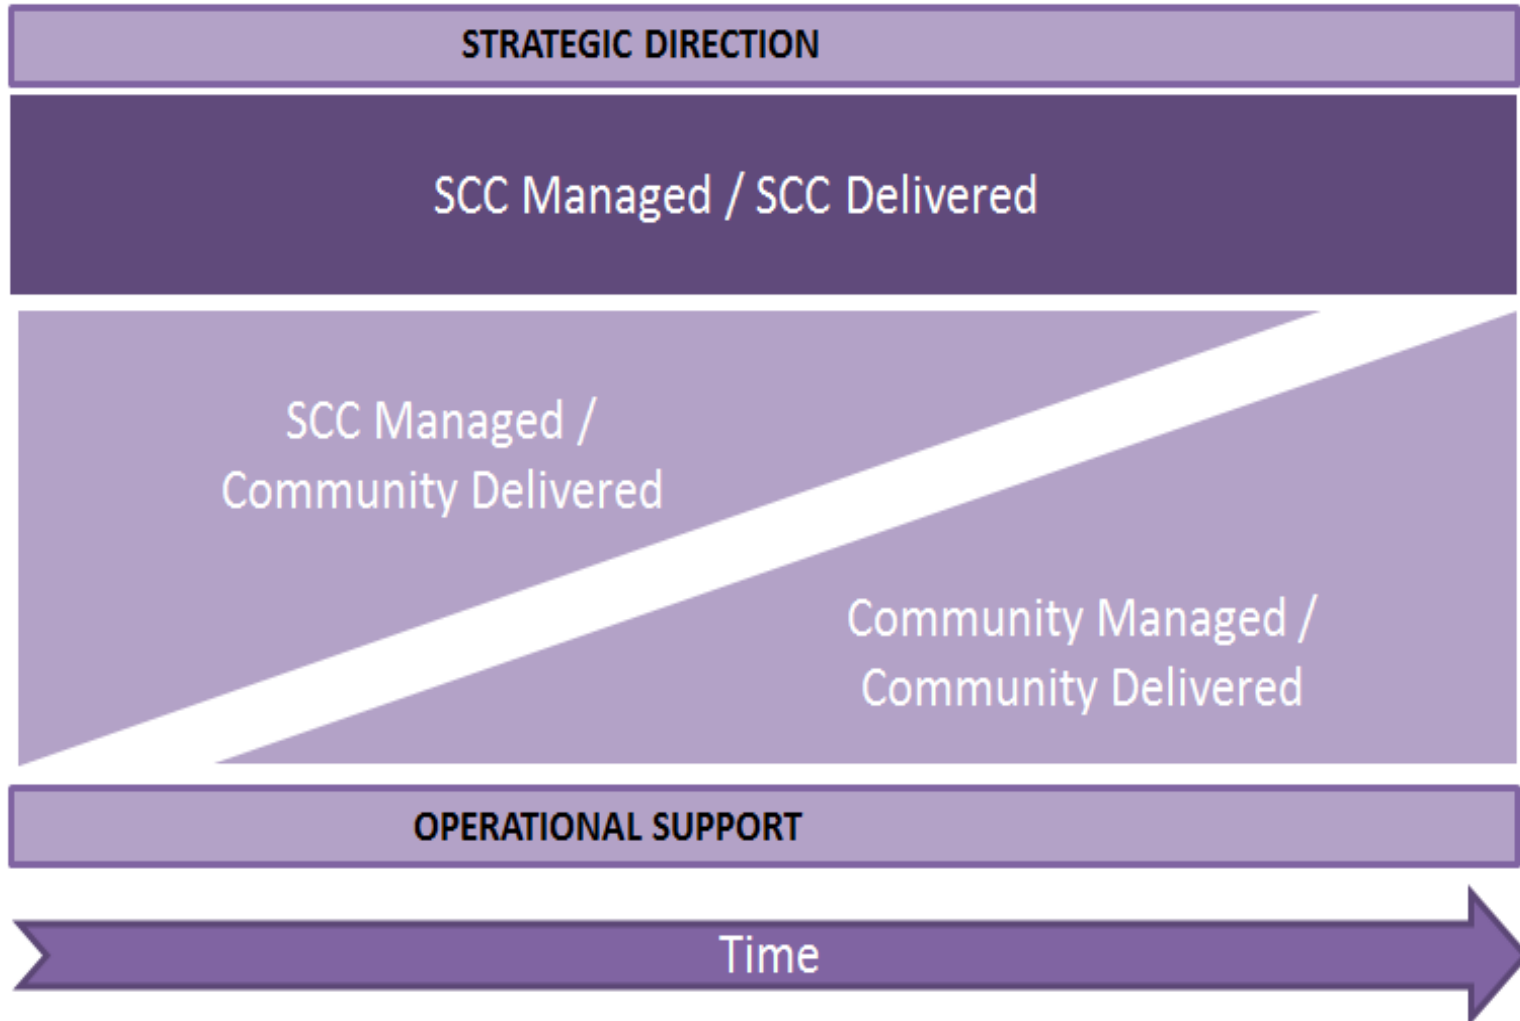 STRATEGIC DIRECTION
SCC Managed / SCC Delivered
SCC Managed /
Community Delivered
Community Managed /
Community Delivered
OPERATIONAL SUPPORT
Time